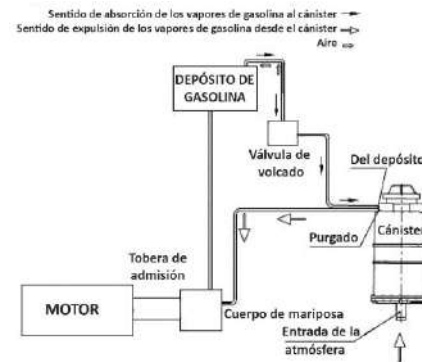 Sentido de absorción de los vapores de gasolina al cánister
Sentido de expulsión de los vapores de gasolina desde el cánister
Aire
DEPÓSITO DE
GASOLINA
Válvula de
volcado
Del depósito
Purgado
Cánister
Tobera de
admisión
MOTOR
Cuerpo de mariposa
Entrada de la
atmósfera